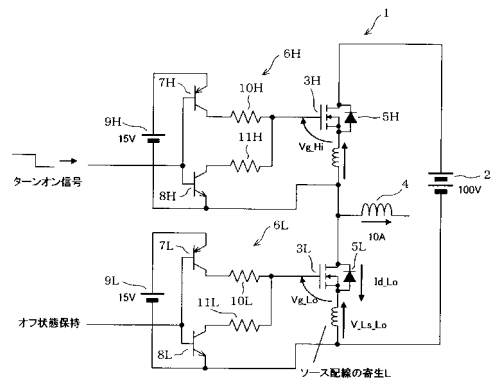 1
6H
7H
10H
3H
9H
15V
11H
5H
Vg_Hi
ターンオン信号
8H
4
2
100V
10A
7L
6L
3L
5L
Id_Lo
9L
15V
10L
Vg_Lo
11L
V_Ls_Lo
オフ状態保持
8L
ソース配線の寄生L